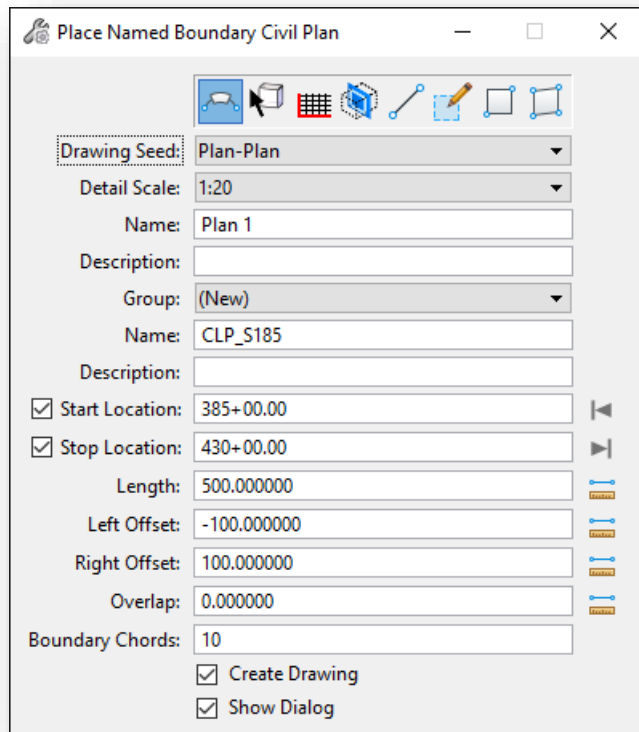 Place Named Boundary Civil Plan
Drawing Seed: Plan-Plan
Detail Scale: 1:20
Name: Plan 1
Description:
Group: (New)
Name: CLP_S185
Description:
Start Location: 385+00.00
Stop Location: 430+00.00
Length: 500.000000
Left Offset: -100.000000
Right Offset: 100.000000
Overlap: 0.000000
Boundary Chords: 10
Create Drawing
Show Dialog